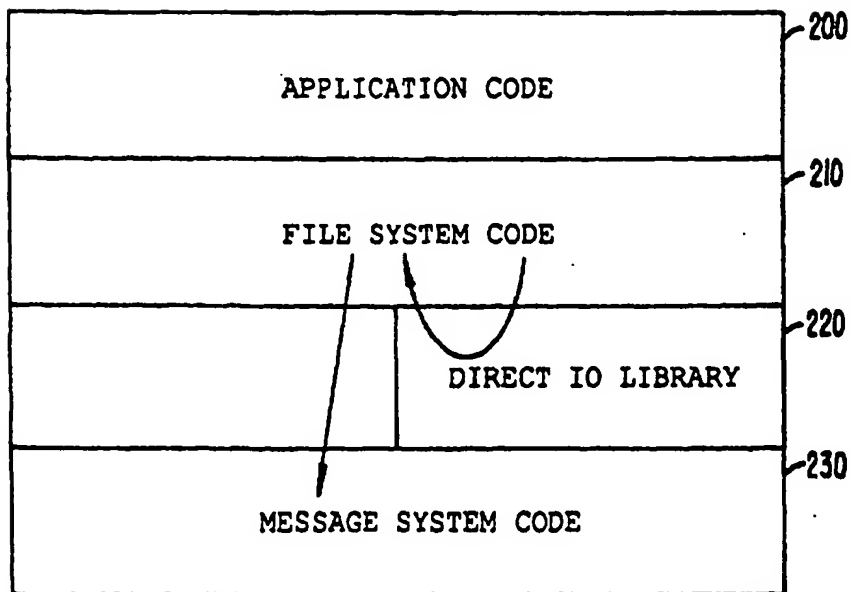 200
APPLICATION CODE
210
FILE SYSTEM CODE
220
DIRECT IO LIBRARY
230
MESSAGE SYSTEM CODE